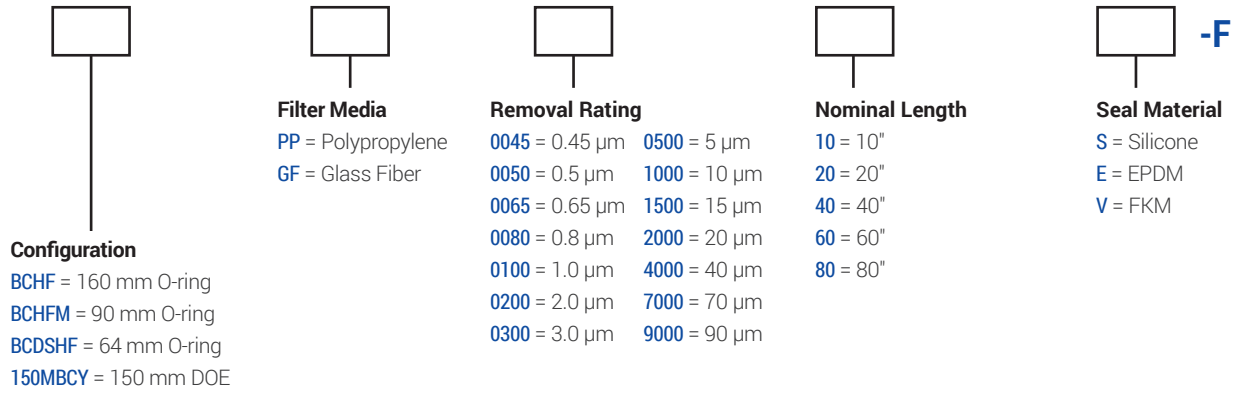 -F
Configuration
BCHF = 160 mm O-ring
BCHFM = 90 mm O-ring
BCDSHF = 64 mm O-ring
150MBCY = 150 mm DOE
Filter Media
PP = Polypropylene
GF = Glass Fiber
Removal Rating
0045 = 0.45 µm 0500 = 5 µm
0050 = 0.5 µm 1000 = 10 µm
0065 = 0.65 µm 1500 = 15 µm
0080 = 0.8 µm 2000 = 20 µm
0100 = 1.0 µm 4000 = 40 µm
0200 = 2.0 µm 7000 = 70 µm
0300 = 3.0 µm 9000 = 90 µm
Nominal Length
10 = 10"
20 = 20"
40 = 40"
60 = 60"
80 = 80"
Seal Material
S = Silicone
E = EPDM
V = FKM